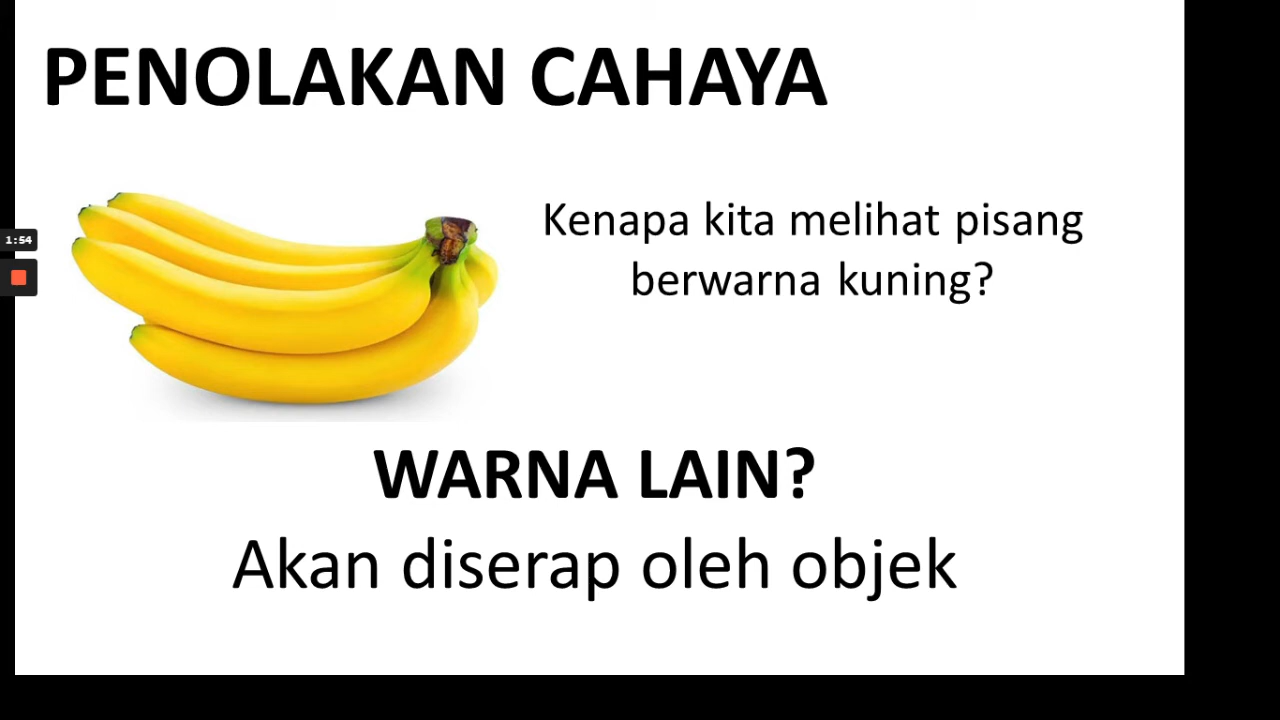 PENOLAKAN CAHAYA
1:54
Kenapa kita melihat pisang
berwarna kuning?
WARNA LAIN?
Akan diserap oleh objek